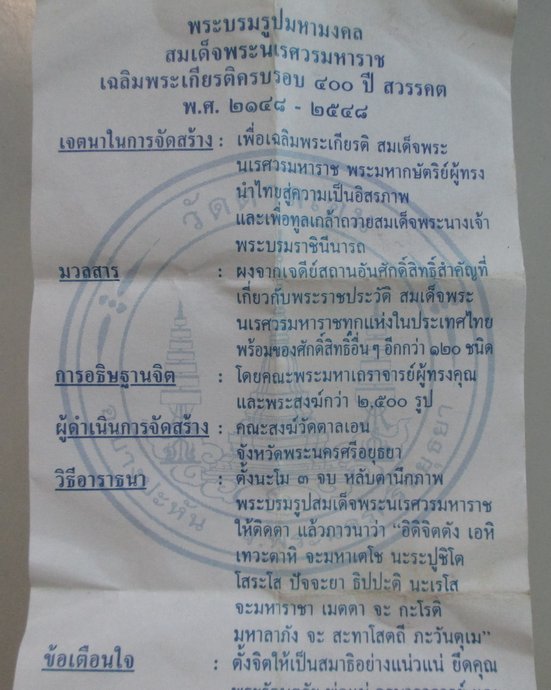 พระบรมรูปมหามงคล
สมเด็จพระนเรศวรมหาราช
เฉลิมพระเกียรติครบรอบ ๔๐๐ ปี สวรรคต
พ.ศ. ๒๑๔๘ - ๒๕๔๘
เจตนาในการจัดสร้าง : เพื่อเฉลิมพระเกียรติ สมเด็จพระ
นเรศวรมหาราช พระมหากษัตริย์ผู้ทรง
นำไทยสู่ความเป็นอิสรภาพ
และเพื่อทูลเกล้าถวายสมเด็จพระนางเจ้า
พระบรมราชินีนารถ
มวลสาร : ผงจากเจดีย์สถานอันศักดิ์สิทธิ์สำคัญที่
เกี่ยวกับพระราชประวัติ สมเด็จพระ
นเรศวรมหาราชทุกแห่งในประเทศไทย
พร้อมของศักดิ์สิทธิ์อื่นๆ อีกกว่า ๑๒๐ ชนิด
การอธิษฐานจิต : โดยคณะพระมหาเถราจารย์ผู้ทรงคุณ
และพระสงฆ์กว่า ๒,๕๐๐ รูป
ผู้ดำเนินการจัดสร้าง : คณะสงฆ์วัดตาลเอน
จังหวัดพระนครศรีอยุธยา
วิธีอาราธนา : ตั้งนะโม ๓ จบ หลับตานึกภาพ
พระบรมรูปสมเด็จพระนเรศวรมหาราช
ให้ติดตา แล้วภาวนาว่า “อิติจิตตัง เอหิ
เทวะตาหิ จะมหาเตโช นะระปูชิโต
โสระโส ปัจจะยา ธิปปะติ นะเรโส
จะมหาราชา เมตตา จะ กะโรติ
มหาลาภัง จะ สะทาโสตถี ภะวันตุเม”
ข้อเตือนใจ : ตั้งจิตให้เป็นสมาธิอย่างแน่วแน่ ยึดคุณ